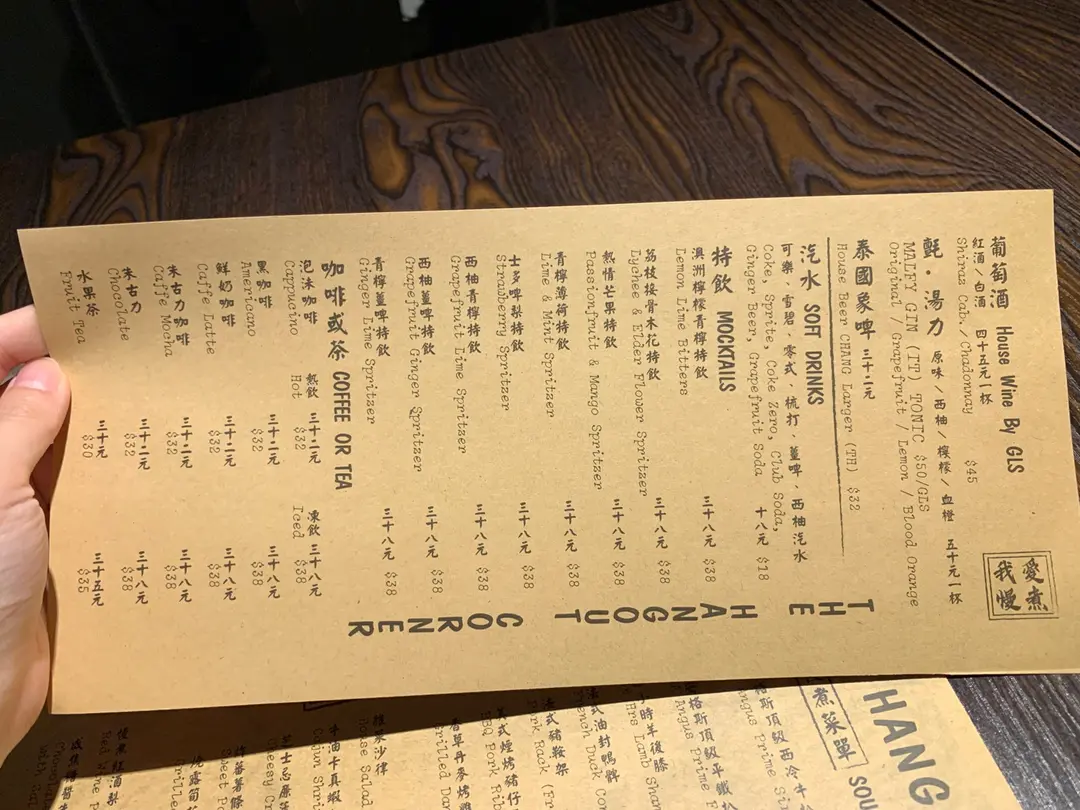 葡萄酒 House Wine By GLS
紅酒／白酒 四十五元一杯
Shiraz Cab./ Chadonnay $45
氈．湯力 原味／西柚／檸檬／血橙 五十元一杯
MALFY GIN (IT) TONIC $50/GLS
Original / Grapefruit / Lemon / Blood Orange
泰國象啤 三十二元
House Beer CHANG Larger (TH) $32
汽水 SOFT DRINKS
可樂．雪碧．零式．梳打．薑啤．西柚汽水
Coke, Sprite, Coke Zero, Club Soda, 十八元
Ginger Beer, Grapefruit Soda $18
特飲 MOCKTAILS
澳洲檸檬青檸特飲 三十八元
Lemon Lime Bitters $38
荔枝接骨木花特飲 三十八元
Lychee & Elder Flower Spritzer $38
熱情芒果特飲 三十八元
Passionfruit & Mango Spritzer $38
青檸薄荷特飲 三十八元
Lime & Mint Spritzer $38
士多啤梨特飲 三十八元
Strawberry Spritzer $38
西柚青檸特飲 三十八元
Grapefruit Lime Spritzer $38
西柚薑啤特飲 三十八元
Grapefruit Ginger Spritzer $38
青檸薑啤特飲 三十八元
Ginger Lime Spritzer $38
咖啡或茶 COFFEE OR TEA
熱飲 凍飲
Hot Iced
泡沫咖啡 三十二元 三十八元
Cappucino $32 $38
黑咖啡 三十二元 三十八元
Americano $32 $38
鮮奶咖啡 三十二元 三十八元
Caffe Latte $32 $38
朱古力咖啡 三十二元 三十八元
Caffe Mocha $32 $38
朱古力 三十二元 三十八元
Chocolate $32 $38
水果茶 三十元 三十五元
Fruit Tea $30 $35
愛煮
我慢
THE HANGOUT CORNER
HANG
煮菜單
SOU